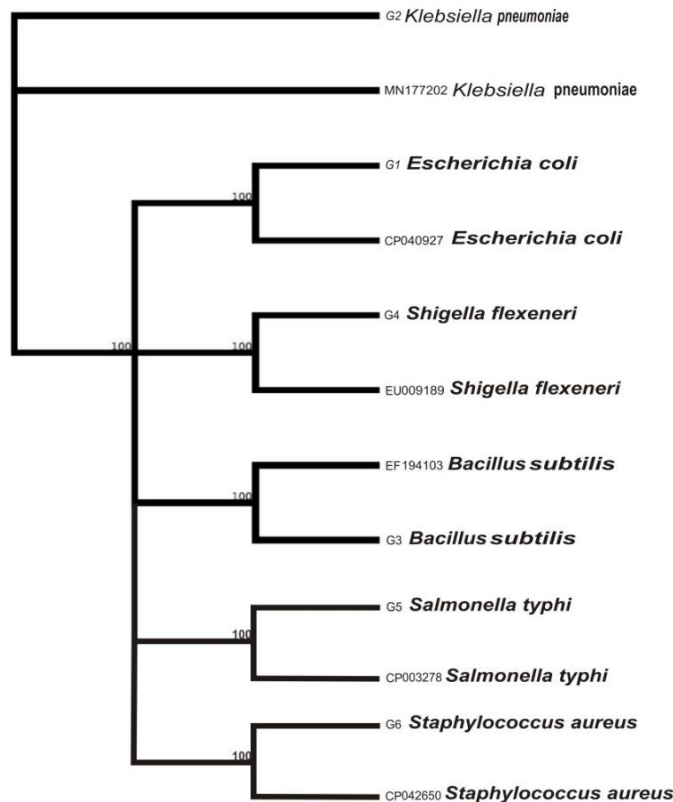 G2 Klebsiella pneumoniae
MN177202 Klebsiella pneumoniae
G1 Escherichia coli
100
CP040927 Escherichia coli
G4 Shigella flexeneri
100 100
EU009189 Shigella flexeneri
EF194103 Bacillus subtilis
100
G3 Bacillus subtilis
G5 Salmonella typhi
100
CP003278 Salmonella typhi
G6 Staphylococcus aureus
100
CP042650 Staphylococcus aureus